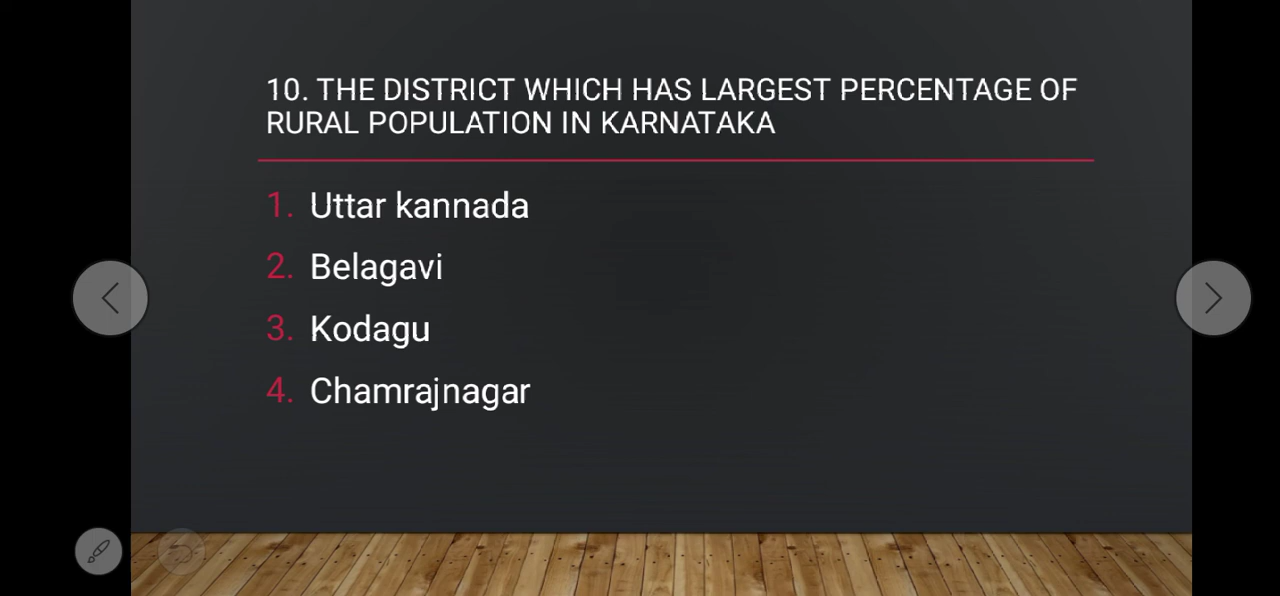 10. THE DISTRICT WHICH HAS LARGEST PERCENTAGE OF
RURAL POPULATION IN KARNATAKA
1. Uttar kannada
2. Belagavi
3. Kodagu
4. Chamrajnagar